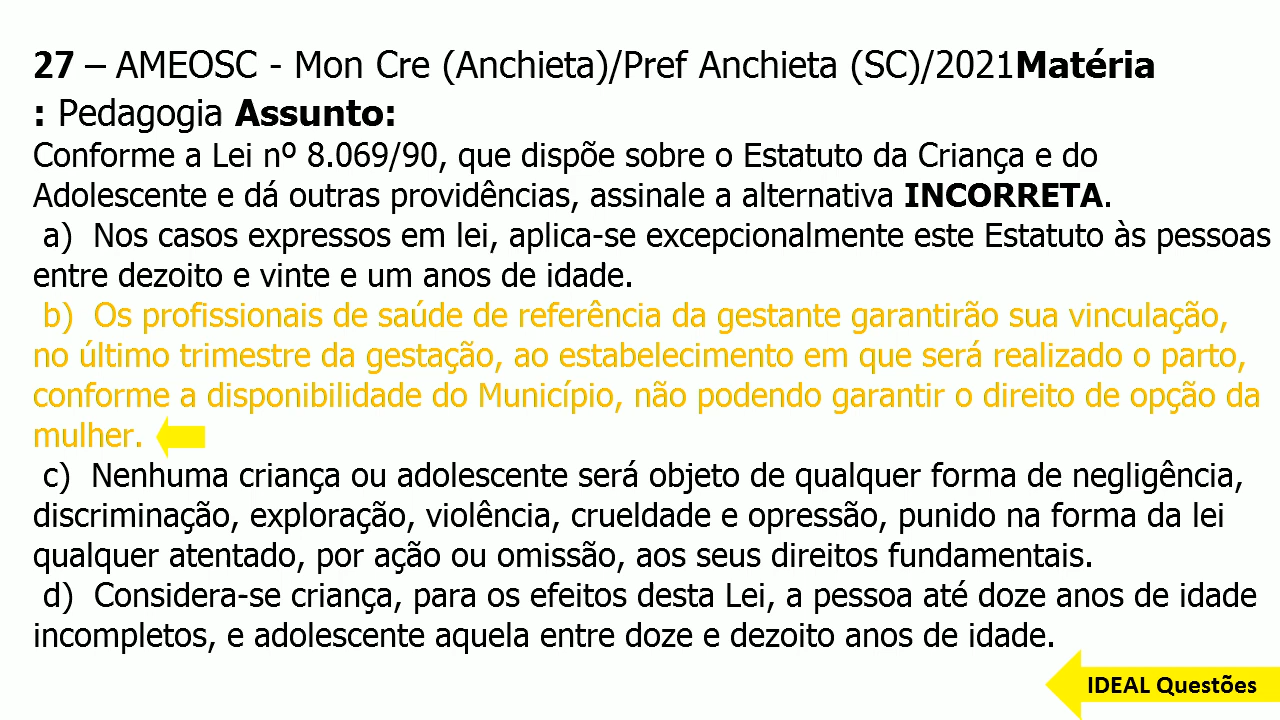 27 – AMEOSC - Mon Cre (Anchieta)/Pref Anchieta (SC)/2021Matéria
: Pedagogia Assunto:
Conforme a Lei nº 8.069/90, que dispõe sobre o Estatuto da Criança e do
Adolescente e dá outras providências, assinale a alternativa INCORRETA.
a) Nos casos expressos em lei, aplica-se excepcionalmente este Estatuto às pessoas
entre dezoito e vinte e um anos de idade.
b) Os profissionais de saúde de referência da gestante garantirão sua vinculação,
no último trimestre da gestação, ao estabelecimento em que será realizado o parto,
conforme a disponibilidade do Município, não podendo garantir o direito de opção da
mulher.
c) Nenhuma criança ou adolescente será objeto de qualquer forma de negligência,
discriminação, exploração, violência, crueldade e opressão, punido na forma da lei
qualquer atentado, por ação ou omissão, aos seus direitos fundamentais.
d) Considera-se criança, para os efeitos desta Lei, a pessoa até doze anos de idade
incompletos, e adolescente aquela entre doze e dezoito anos de idade.
IDEAL Questões